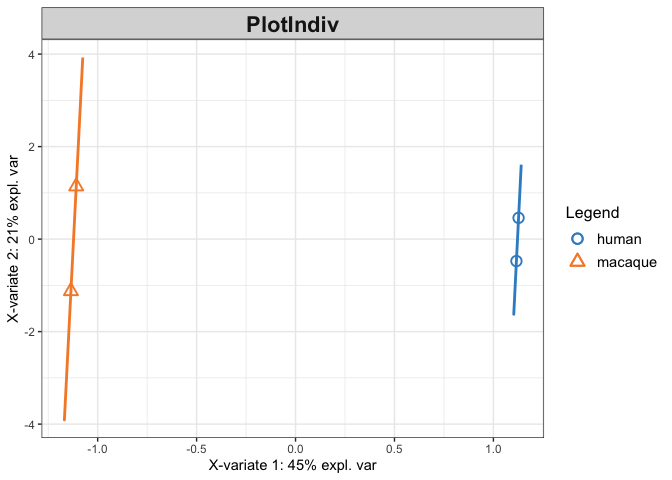 PlotIndiv
4
2
0
-2
-4
X-variate 2: 21% expl. var
-1.0 -0.5 0.0 0.5 1.0
X-variate 1: 45% expl. var
Legend
human
macaque